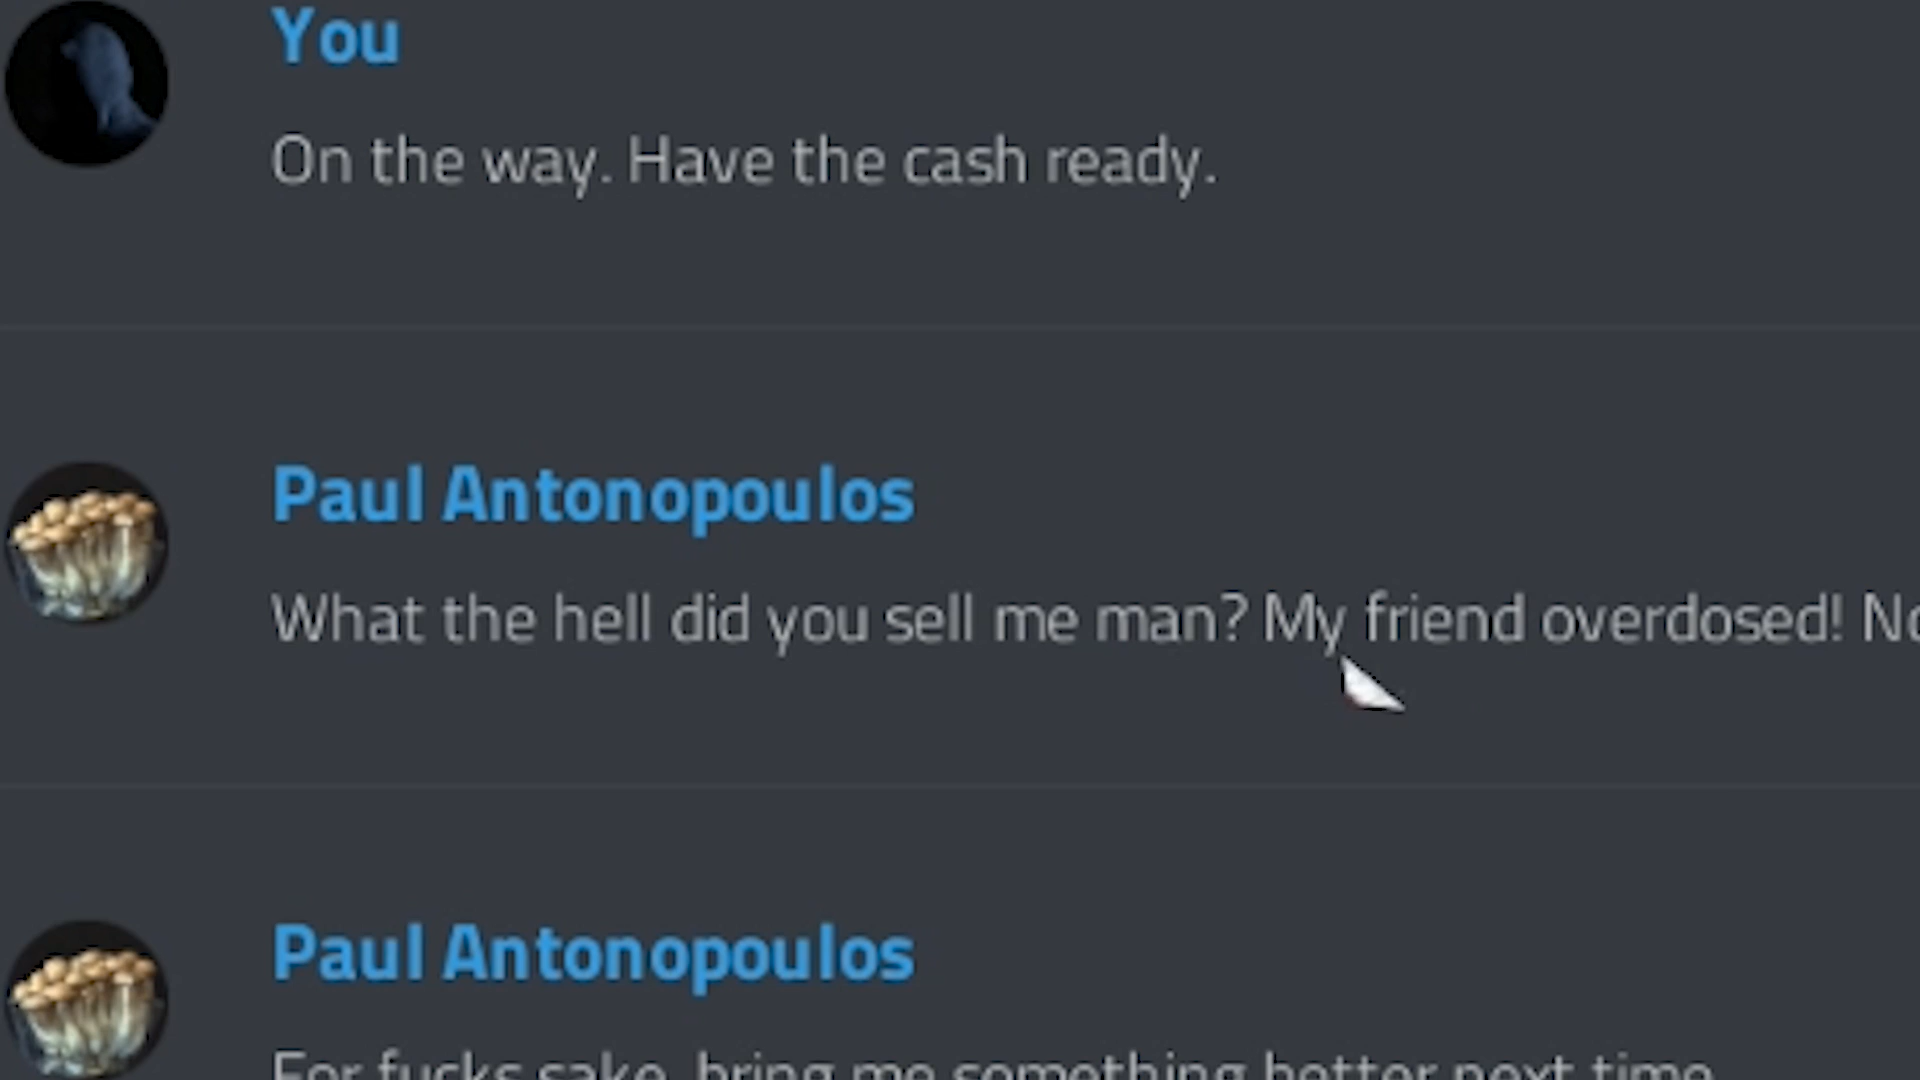 You
On the way. Have the cash ready.
Paul Antonopoulos
What the hell did you sell me man? My friend overdosed!
Paul Antonopoulos
For fucks sake, bring me something better next time